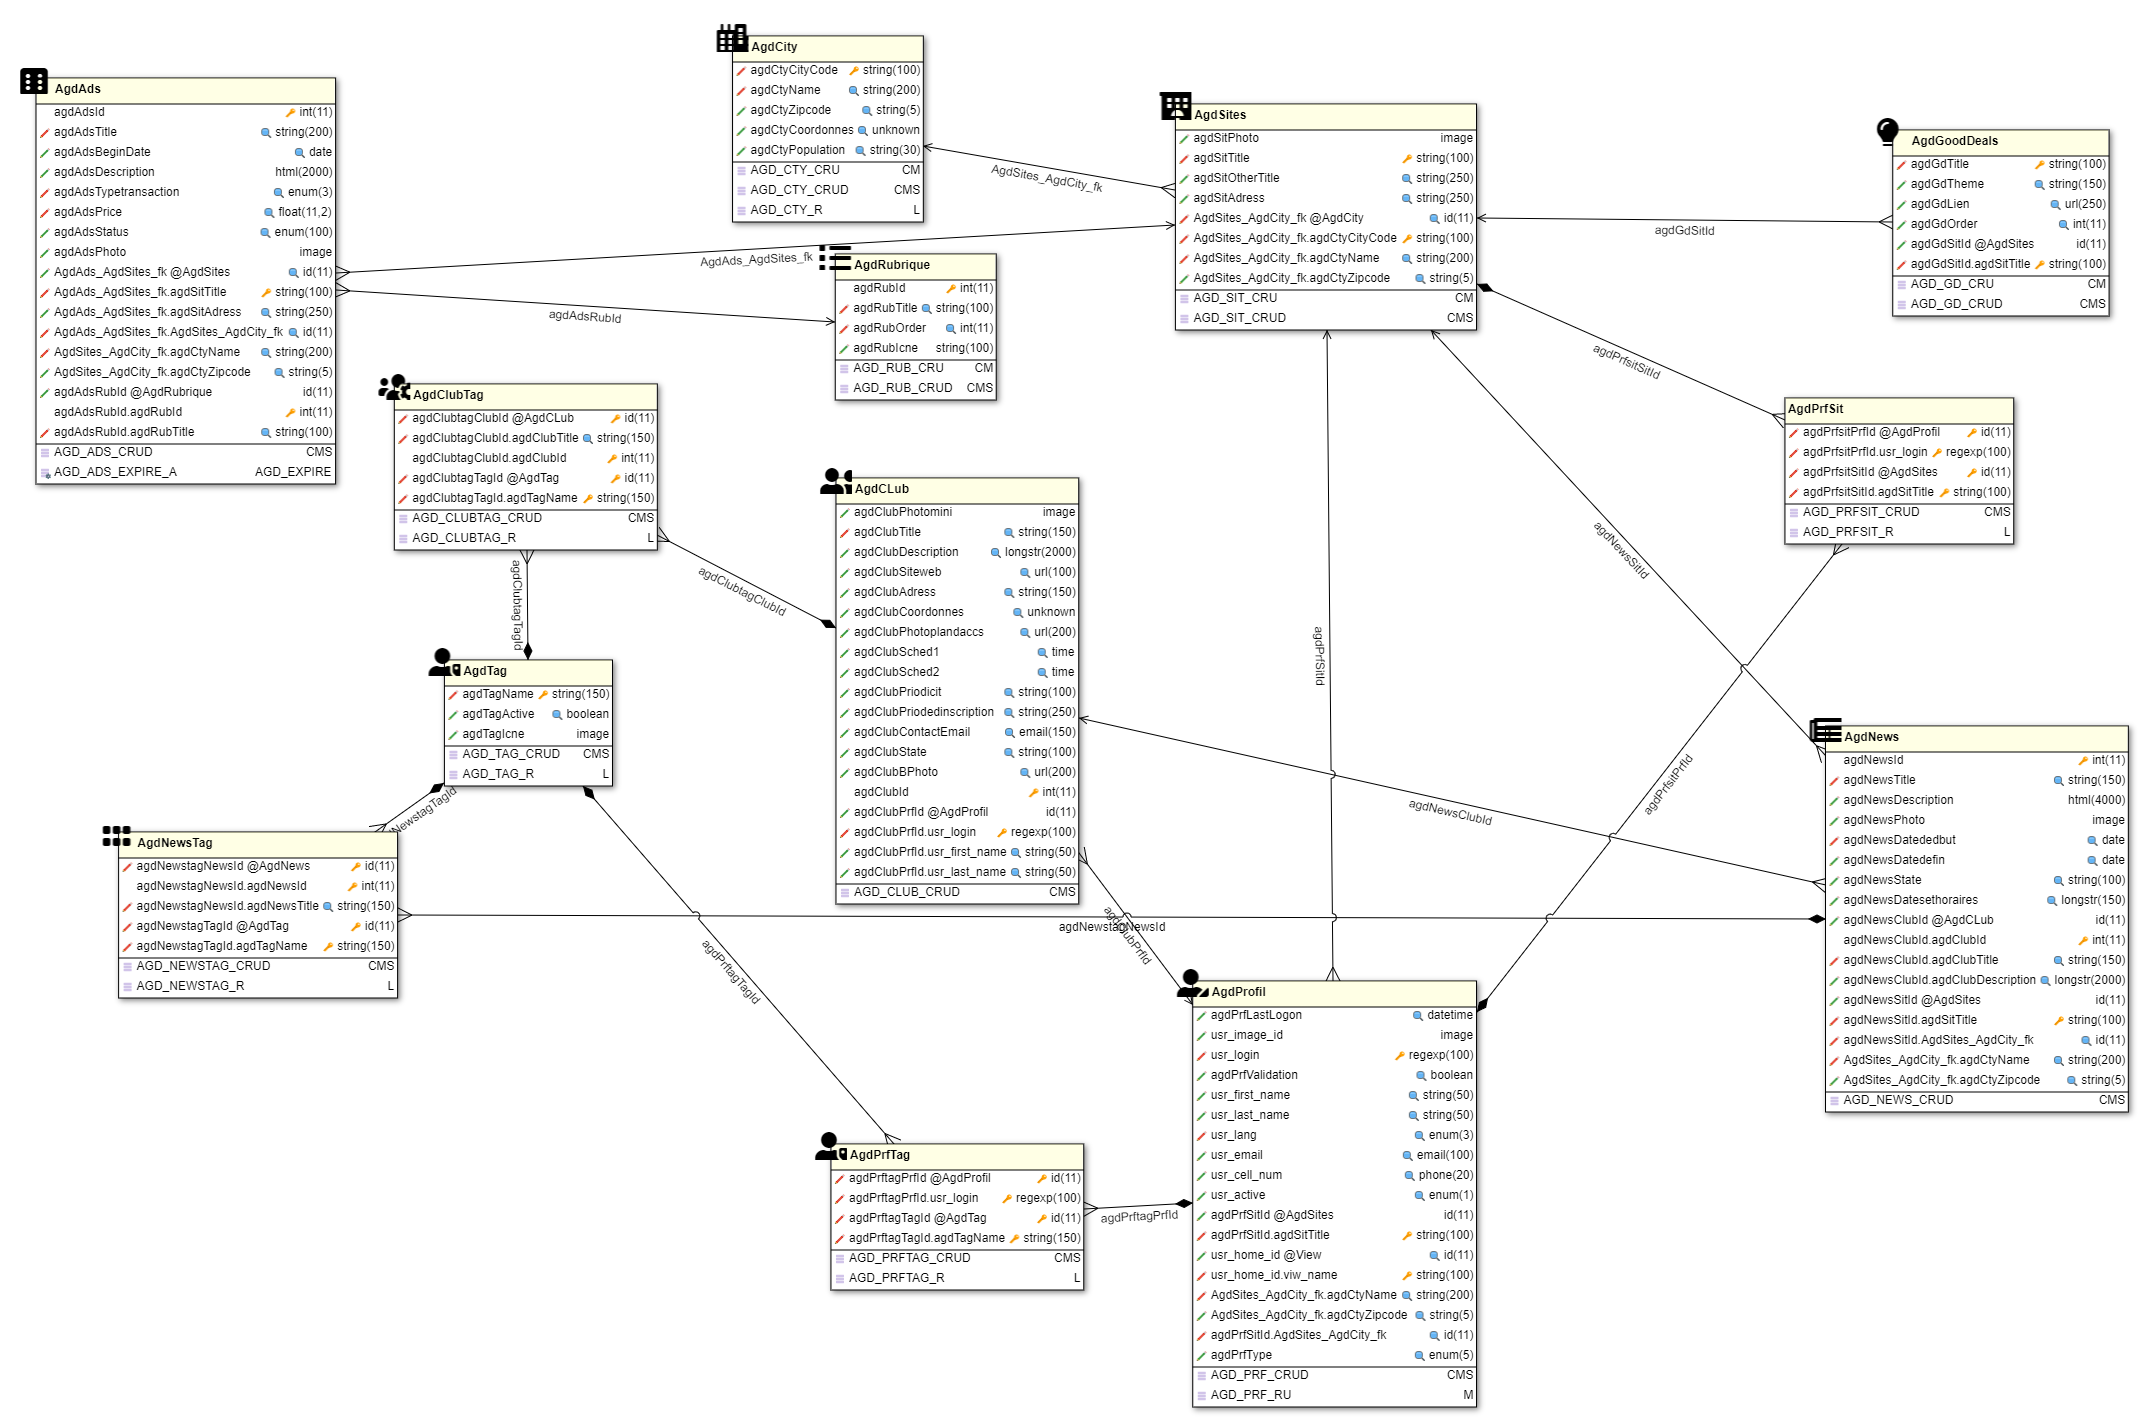 AgdCity
agdCtyCityCode string(100)
agdCtyName string(200)
agdCtyZipcode string(5)
agdCtyCoordonnes unknown
agdCtyPopulation string(30)
AGD_CTY_CRU CM
AGD_CTY_CRUD CMS
AGD_CTY_R L
AgdAds
agdAdsId int(11)
agdAdsTitle string(200)
agdAdsBeginDate date
agdAdsDescription html(2000)
agdAdsTypetransaction enum(3)
agdAdsPrice float(11,2)
agdAdsStatus enum(100)
agdAdsPhoto image
AgdAds_AgdSites_fk @AgdSites id(11)
AgdAds_AgdSites_fk.agdSitTitle string(100)
AgdAds_AgdSites_fk.agdSitAdress string(250)
AgdAds_AgdSites_fk.AgdSites_AgdCity_fk id(11)
AgdSites_AgdCity_fk.agdCtyName string(200)
AgdSites_AgdCity_fk.agdCtyZipcode string(5)
agdAdsRubId @AgdRubrique id(11)
agdAdsRubId.agdRubId int(11)
agdAdsRubId.agdRubTitle string(100)
AGD_ADS_CRUD CMS
AGD_ADS_EXPIRE_A AGD_EXPIRE
AgdSites
agdSitPhoto image
agdSitTitle string(100)
agdSitOtherTitle string(250)
agdSitAdress string(250)
AgdSites_AgdCity_fk @AgdCity id(11)
AgdSites_AgdCity_fk.agdCtyCityCode string(100)
AgdSites_AgdCity_fk.agdCtyName string(200)
AgdSites_AgdCity_fk.agdCtyZipcode string(5)
AGD_SIT_CRU CM
AGD_SIT_CRUD CMS
AgdGoodDeals
agdGdTitle string(100)
agdGdTheme string(150)
agdGdLien url(250)
agdGdOrder int(11)
agdGdSitId @AgdSites id(11)
agdGdSitId.agdSitTitle string(100)
AGD_GD_CRU CM
AGD_GD_CRUD CMS
AgdSites_AgdCity_fk
agdGdSitId
AgdAds_AgdSites_fk
agdAdsRubId
AgdRubrique
agdRubId int(11)
agdRubTitle string(100)
agdRubOrder int(11)
agdRubIcne string(100)
AGD_RUB_CRU CM
AGD_RUB_CRUD CMS
agdPrfsitSitId
AgdClubTag
agdClubtagClubId @AgdCLub id(11)
agdClubtagClubId.agdClubTitle string(150)
agdClubtagClubId.agdClubId int(11)
agdClubtagTagId @AgdTag id(11)
agdClubtagTagId.agdTagName string(150)
AGD_CLUBTAG_CRUD CMS
AGD_CLUBTAG_R L
AgdPrfSit
agdPrfsitPrfId @AgdProfil id(11)
agdPrfsitPrfId.usr_login regexp(100)
agdPrfsitSitId @AgdSites id(11)
agdPrfsitSitId.agdSitTitle string(100)
AGD_PRFSIT_CRUD CMS
AGD_PRFSIT_R L
AgdCLub
agdClubPhotomini image
agdClubTitle string(150)
agdClubDescription longstr(2000)
agdClubSiteweb url(100)
agdClubAdress string(150)
agdClubCoordonnes unknown
agdClubPhotoplandaccs url(200)
agdClubSched1 time
agdClubSched2 time
agdClubPriodicit string(100)
agdClubPriodedinscription string(250)
agdClubContactEmail email(150)
agdClubState string(100)
agdClubBPhoto url(200)
agdClubId int(11)
agdClubPrfId @AgdProfil id(11)
agdClubPrfId.usr_login regexp(100)
agdClubPrfId.usr_first_name string(50)
agdClubPrfId.usr_last_name string(50)
AGD_CLUB_CRUD CMS
agdNewsSitId
agdClubtagTagId
agdClubtagClubId
agdPrfSitId
AgdTag
agdTagName string(150)
agdTagActive boolean
agdTagIcne image
AGD_TAG_CRUD CMS
AGD_TAG_R L
AgdNews
agdNewsId int(11)
agdNewsTitle string(150)
agdNewsDescription html(4000)
agdNewsPhoto image
agdNewsDatededbut date
agdNewsDatedefin date
agdNewsState string(100)
agdNewsDatesethoraires longstr(150)
agdNewsClubId @AgdCLub id(11)
agdNewsClubId.agdClubId int(11)
agdNewsClubId.agdClubTitle string(150)
agdNewsClubId.agdClubDescription longstr(2000)
agdNewsSitId @AgdSites id(11)
agdNewsSitId.agdSitTitle string(100)
agdNewsSitId.AgdSites_AgdCity_fk id(11)
AgdSites_AgdCity_fk.agdCtyName string(200)
AgdSites_AgdCity_fk.agdCtyZipcode string(5)
AGD_NEWS_CRUD CMS
agdPrfsitPrfId
agdNewsClubId
NewstagTagId
AgdNewsTag
agdNewstagNewsId @AgdNews id(11)
agdNewstagNewsId.agdNewsId int(11)
agdNewstagNewsId.agdNewsTitle string(150)
agdNewstagTagId @AgdTag id(11)
agdNewstagTagId.agdTagName string(150)
AGD_NEWSTAG_CRUD CMS
AGD_NEWSTAG_R L
agdNewstagNewsId
agdClubPrfId
agdPrftagTagId
AgdProfil
agdPrfLastLogon datetime
usr_image_id image
usr_login regexp(100)
agdPrfValidation boolean
usr_first_name string(50)
usr_last_name string(50)
usr_lang enum(3)
usr_email email(100)
usr_cell_num phone(20)
usr_active enum(1)
agdPrfSitId @AgdSites id(11)
agdPrfSitId.agdSitTitle string(100)
usr_home_id @View id(11)
usr_home_id.viw_name string(100)
AgdSites_AgdCity_fk.agdCtyName string(200)
AgdSites_AgdCity_fk.agdCtyZipcode string(5)
agdPrfSitId.AgdSites_AgdCity_fk id(11)
agdPrfType enum(5)
AGD_PRF_CRUD CMS
AGD_PRF_RU M
AgdPrfTag
agdPrftagPrfId @AgdProfil id(11)
agdPrftagPrfId.usr_login regexp(100)
agdPrftagTagId @AgdTag id(11)
agdPrftagTagId.agdTagName string(150)
AGD_PRFTAG_CRUD CMS
AGD_PRFTAG_R L
agdPrftagPrfId